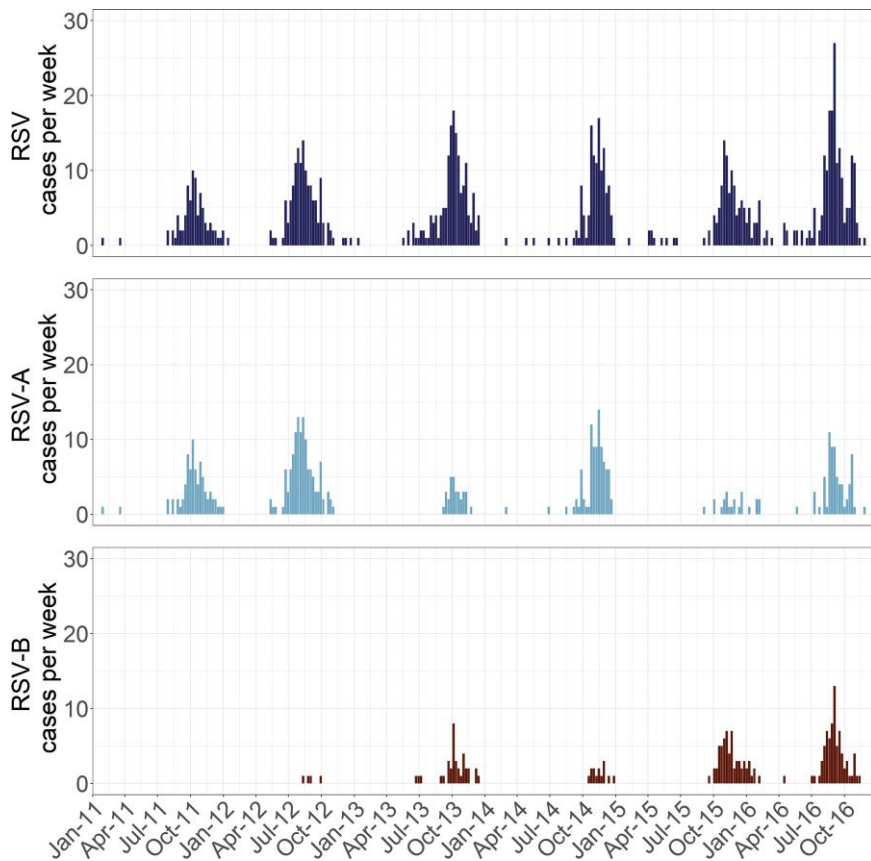 RSV
cases per week
30
20
10
0
RSV-A
cases per week
30
20
10
0
RSV-B
cases per week
30
20
10
0
Jan-11
Apr-11
Jul-11
Oct-11
Jan-12
Apr-12
Jul-12
Oct-12
Jan-13
Apr-13
Jul-13
Oct-13
Jan-14
Apr-14
Jul-14
Oct-14
Jan-15
Apr-15
Jul-15
Oct-15
Jan-16
Apr-16
Jul-16
Oct-16